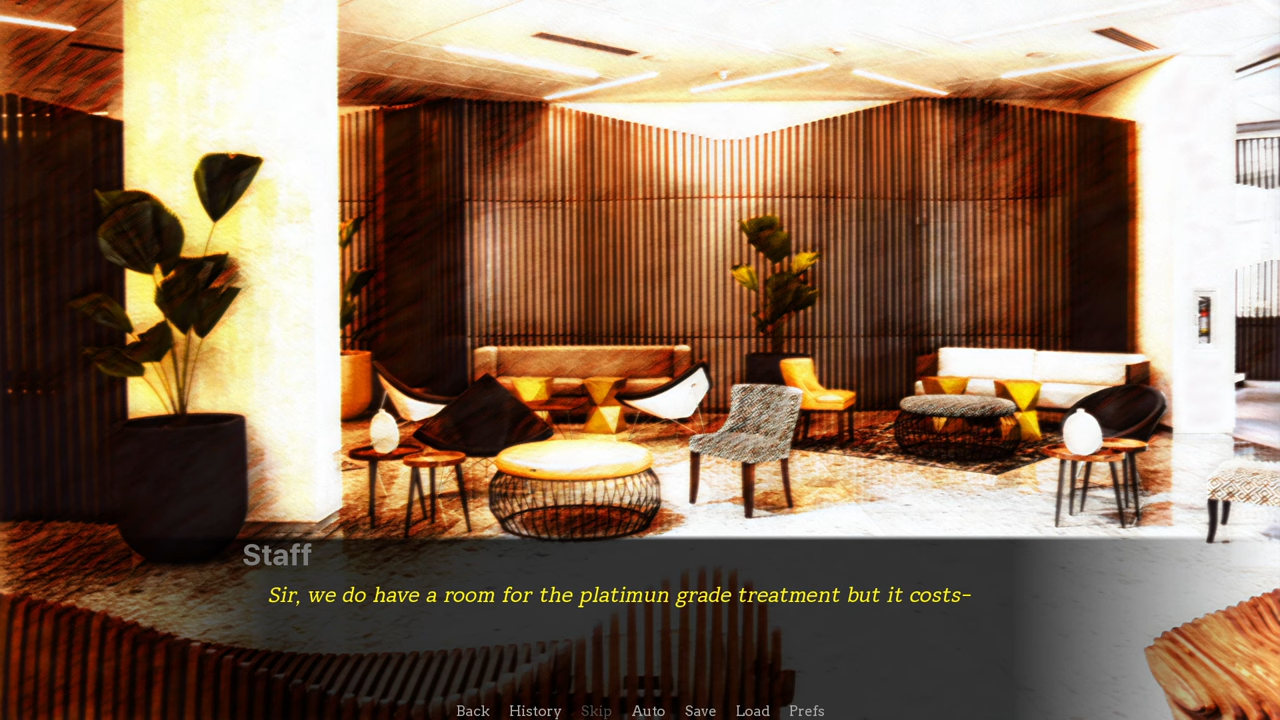 Staff
Sir, we do have a room for the platimun grade treatment but it costs-
Back History Skip Auto Save Load Prefs